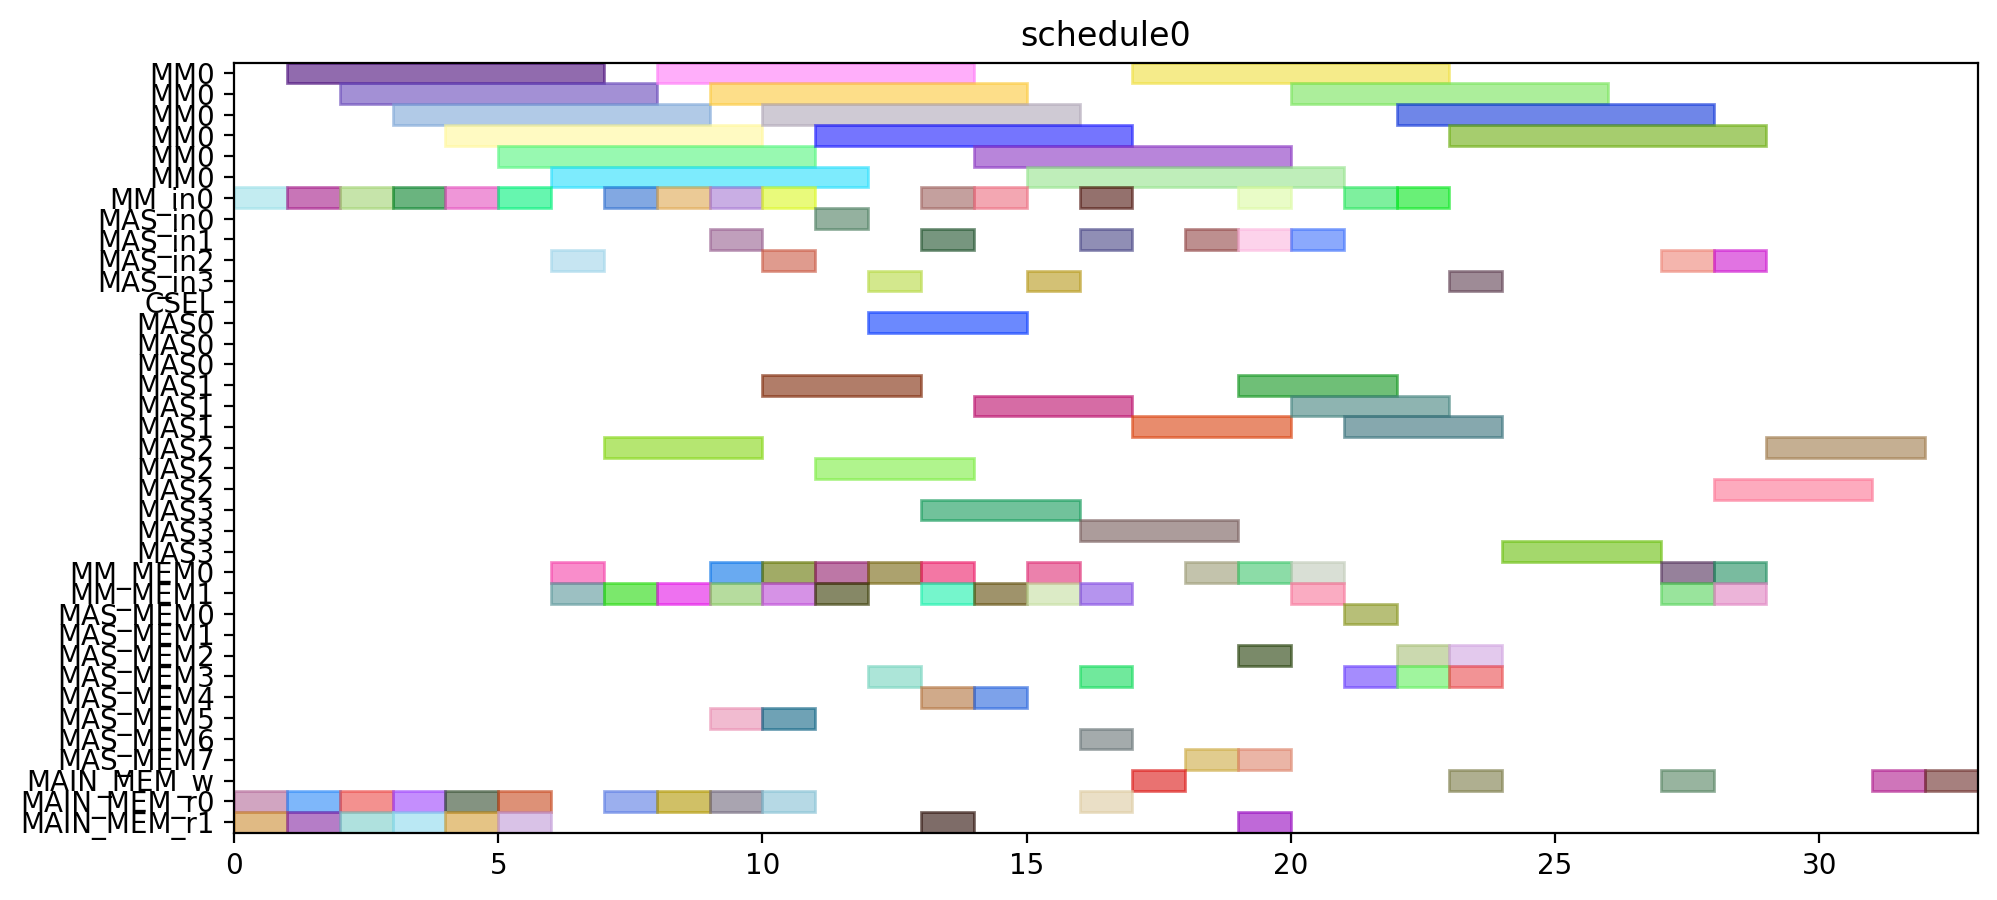 schedule0
MM0
MM0
MM0
MM0
MM0
MM0
MM_in0
MAS_in0
MAS_in1
MAS_in2
MAS_in3
CSEL
MAS0
MAS0
MAS0
MAS1
MAS1
MAS1
MAS2
MAS2
MAS2
MAS3
MAS3
MAS3
MM_MEM0
MM_MEM1
MAS_MEM0
MAS_MEM1
MAS_MEM2
MAS_MEM3
MAS_MEM4
MAS_MEM5
MAS_MEM6
MAS_MEM7
MAIN_MEM_w
MAIN_MEM_r0
MAIN_MEM_r1
0 5 10 15 20 25 30